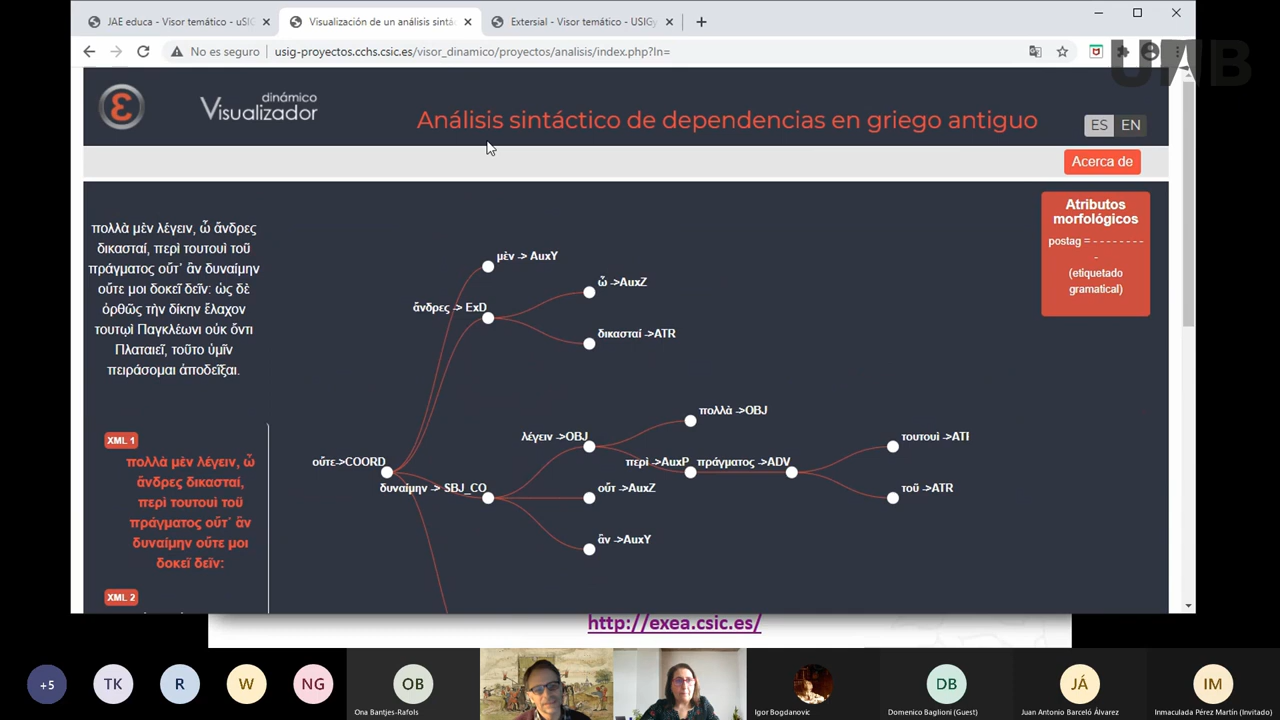 JAE educa - Visor temático - uSIG
Visualización de un análisis sintác
Extersial - Visor temático - USIGy
No es seguro
usig-proyectos.cchs.csic.es/visor_dinamico/proyectos/analisis/index.php?ln=
UNB
ε
dinámico
Visualizador
Análisis sintáctico de dependencias en griego antiguo
ES
EN
Acerca de
πολλὰ μὲν λέγειν, ὦ ἄνδρες
δικασταί, περὶ τουτουὶ τοῦ
πράγματος οὔτ᾽ ἂν δυναίμην
οὔτε μοι δοκεῖ δεῖν: ὡς δὲ
ὀρθῶς τὴν δίκην ἔλαχον
τουτῳὶ Παγκλέωνι οὐκ ὄντι
Πλαταιεῖ, τοῦτο ὑμῖν
πειράσομαι ἀποδεῖξαι.
XML 1
πολλὰ μὲν λέγειν, ὦ
ἄνδρες δικασταί,
περὶ τουτουὶ τοῦ
πράγματος οὔτ᾽ ἂν
δυναίμην οὔτε μοι
δοκεῖ δεῖν:
XML 2
μὲν -> AuxY
ὦ ->AuxZ
ἄνδρες -> ExD
δικασταί ->ATR
πολλὰ ->OBJ
λέγειν ->OBJ
τουτουὶ ->ATI
οὔτε->COORD
περὶ ->AuxP
πράγματος ->ADV
δυναίμην -> SBJ_CO
οὔτ ->AuxZ
τοῦ ->ATR
ἂν ->AuxY
Atributos
morfológicos
postag = - - - - - - - -
-
(etiquetado
gramatical)
http://exea.csic.es/
+5
TK
R
W
NG
OB
Ona Bantjes-Rafols
Igor Bogdanovic
DB
Domenico Baglioni (Guest)
JÁ
Juan Antonio Barceló Álvarez
IM
Inmaculada Pérez Martín (Invitado)